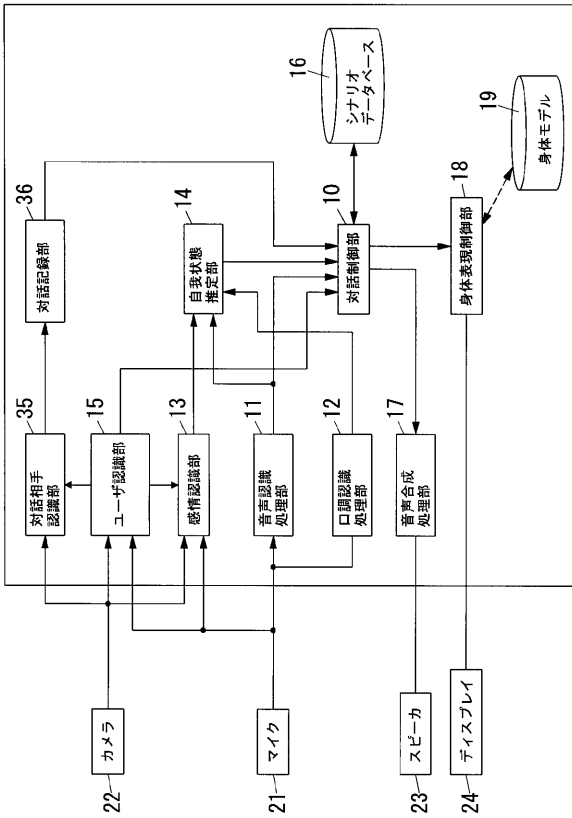 カメラ
22
マイク
21
スピーカ
23
ディスプレイ
24
対話相手
認識部
35
ユーザ認識部
15
感情認識部
13
音声認識
処理部
11
口調認識
処理部
12
音声合成
処理部
17
対話記録部
36
自我状態
推定部
14
対話制御部
10
身体表現制御部
18
シナリオ
データベース
16
身体モデル
19